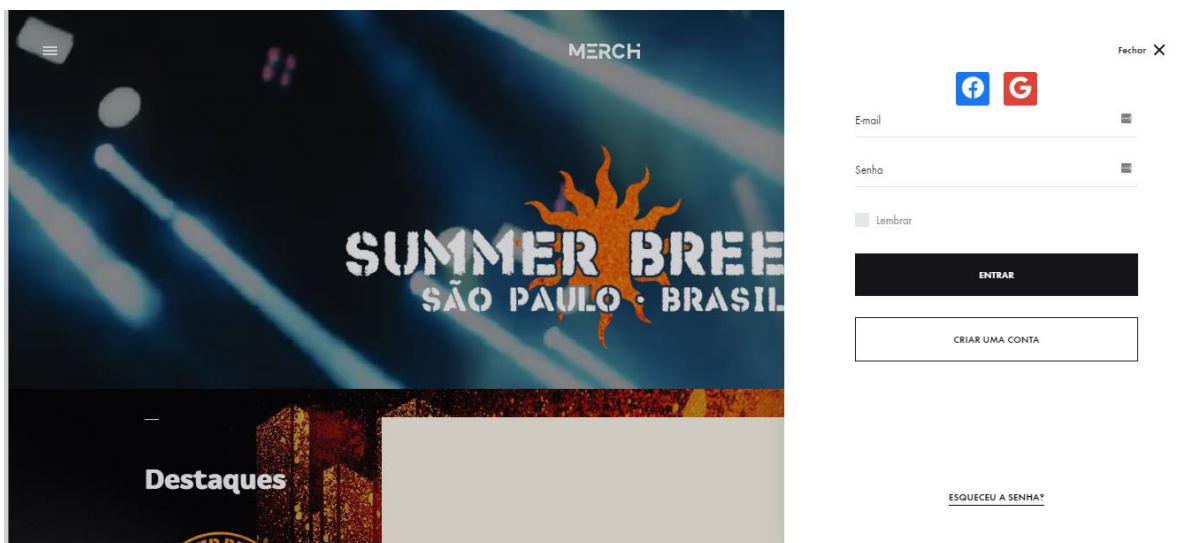 MERCH
Fechar
E-mail
Senha
Lembrar
ENTRAR
CRIAR UMA CONTA
ESQUECEU A SENHA?
SUMMER BREE
SÃO PAULO · BRASIL
Destaques